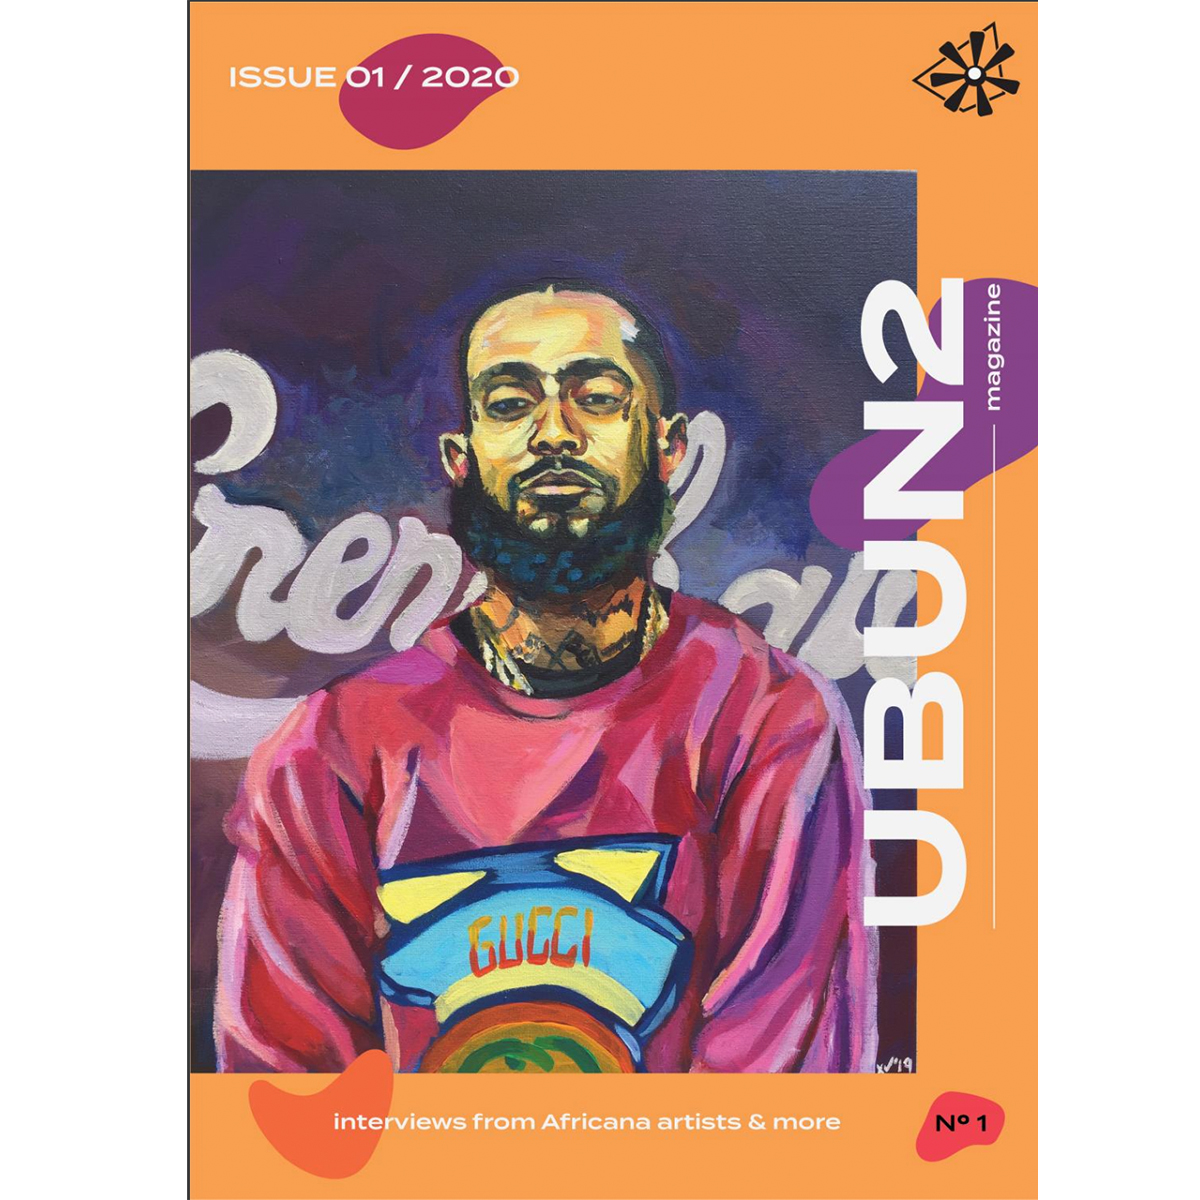 ISSUE 01 / 2020
UBUN2
magazine
GUCCI
XV'19
interviews from Africana artists & more
Nº 1